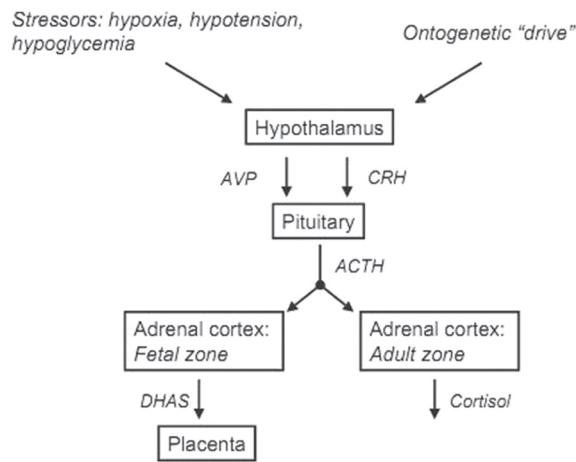 Stressors: hypoxia, hypotension,
hypoglycemia
Ontogenetic “drive”
Hypothalamus
AVP
CRH
Pituitary
ACTH
Adrenal cortex:
Fetal zone
Adrenal cortex:
Adult zone
DHAS
Cortisol
Placenta